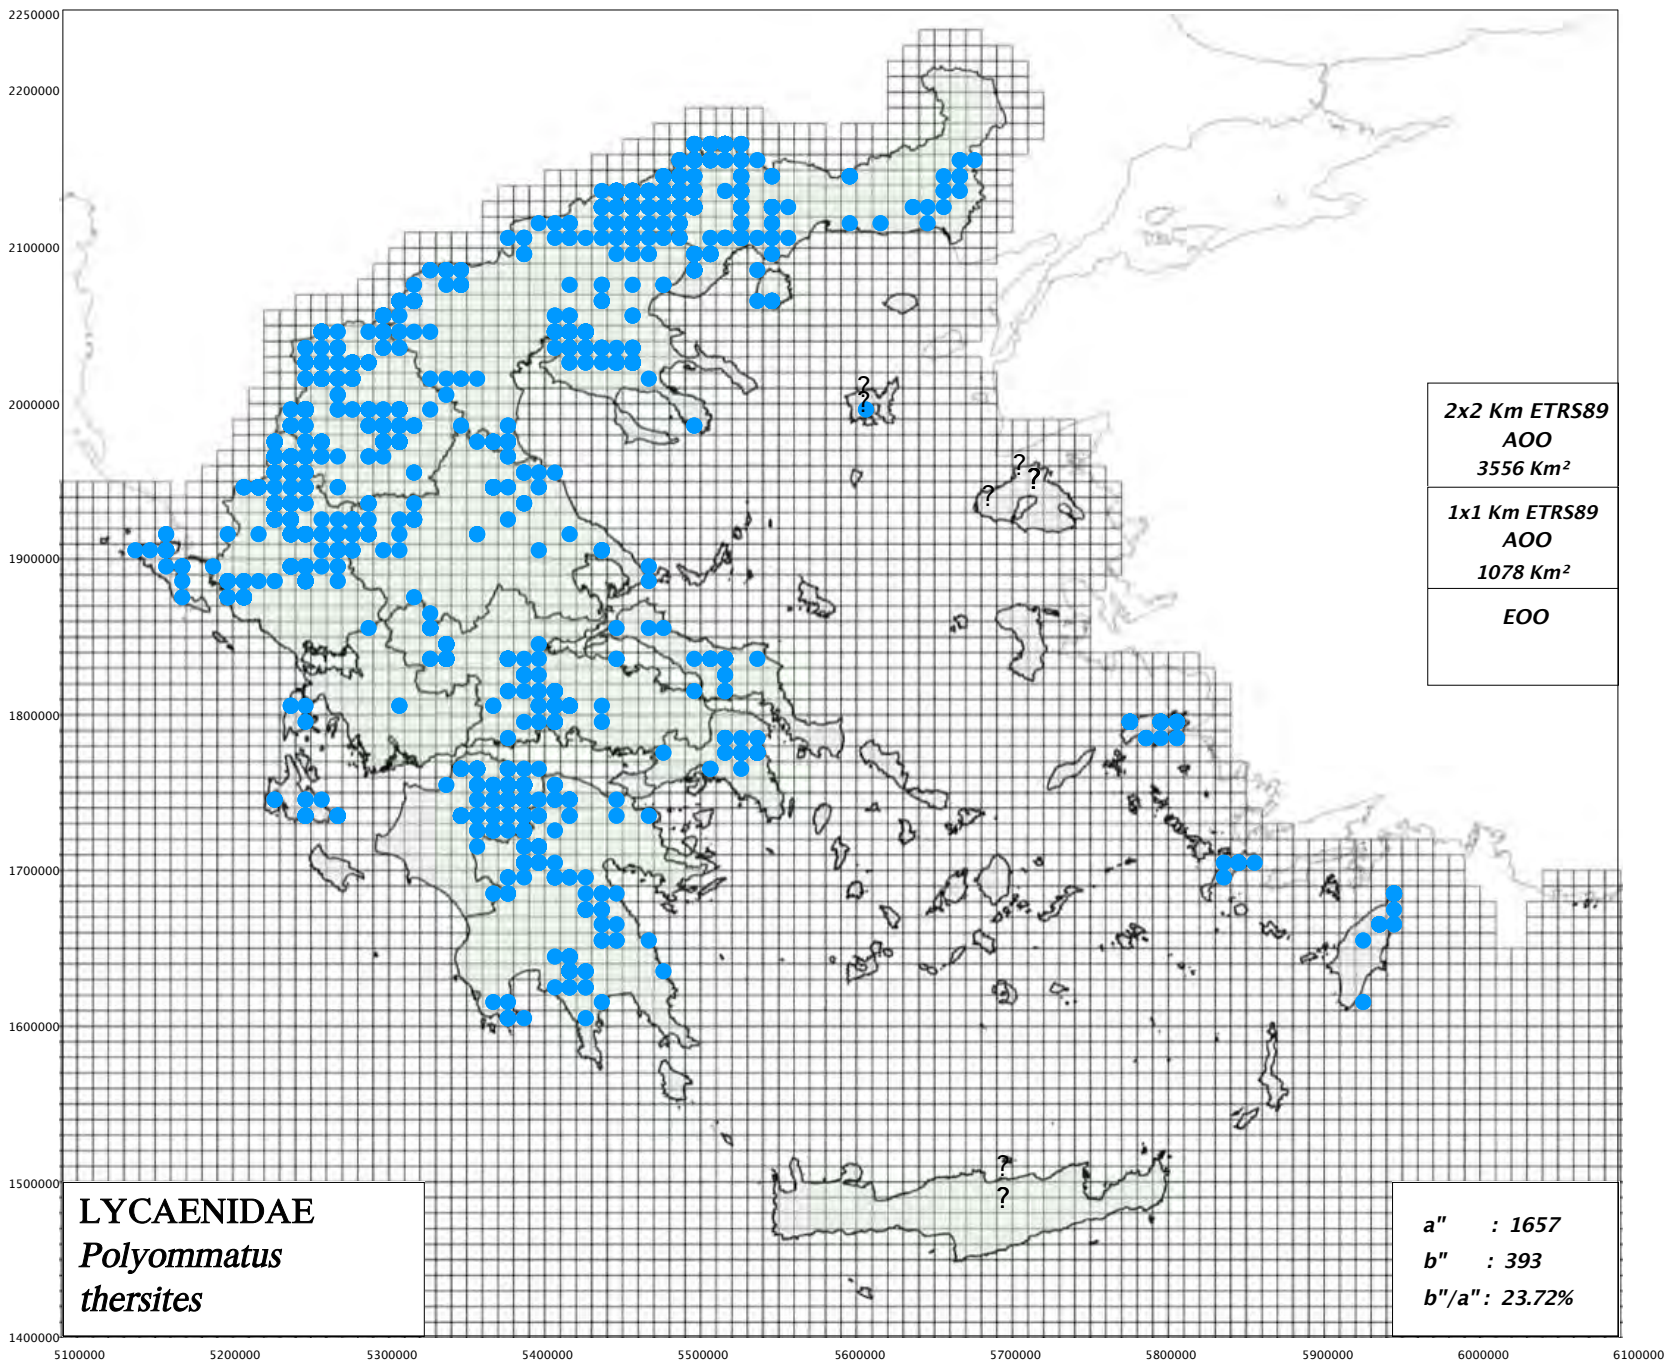 2250000
2200000
2100000
2000000
1900000
1800000
1700000
1600000
1500000
1400000
5100000 5200000 5300000 5400000 5500000 5600000 5700000 5800000 5900000 6000000 6100000
?
?
?
?
?
?
?
2x2 Km ETRS89
AOO
3556 Km²
1x1 Km ETRS89
AOO
1078 Km²
EOO
LYCAENIDAE
Polyommatus
thersites
a" : 1657
b" : 393
b"/a" : 23.72%